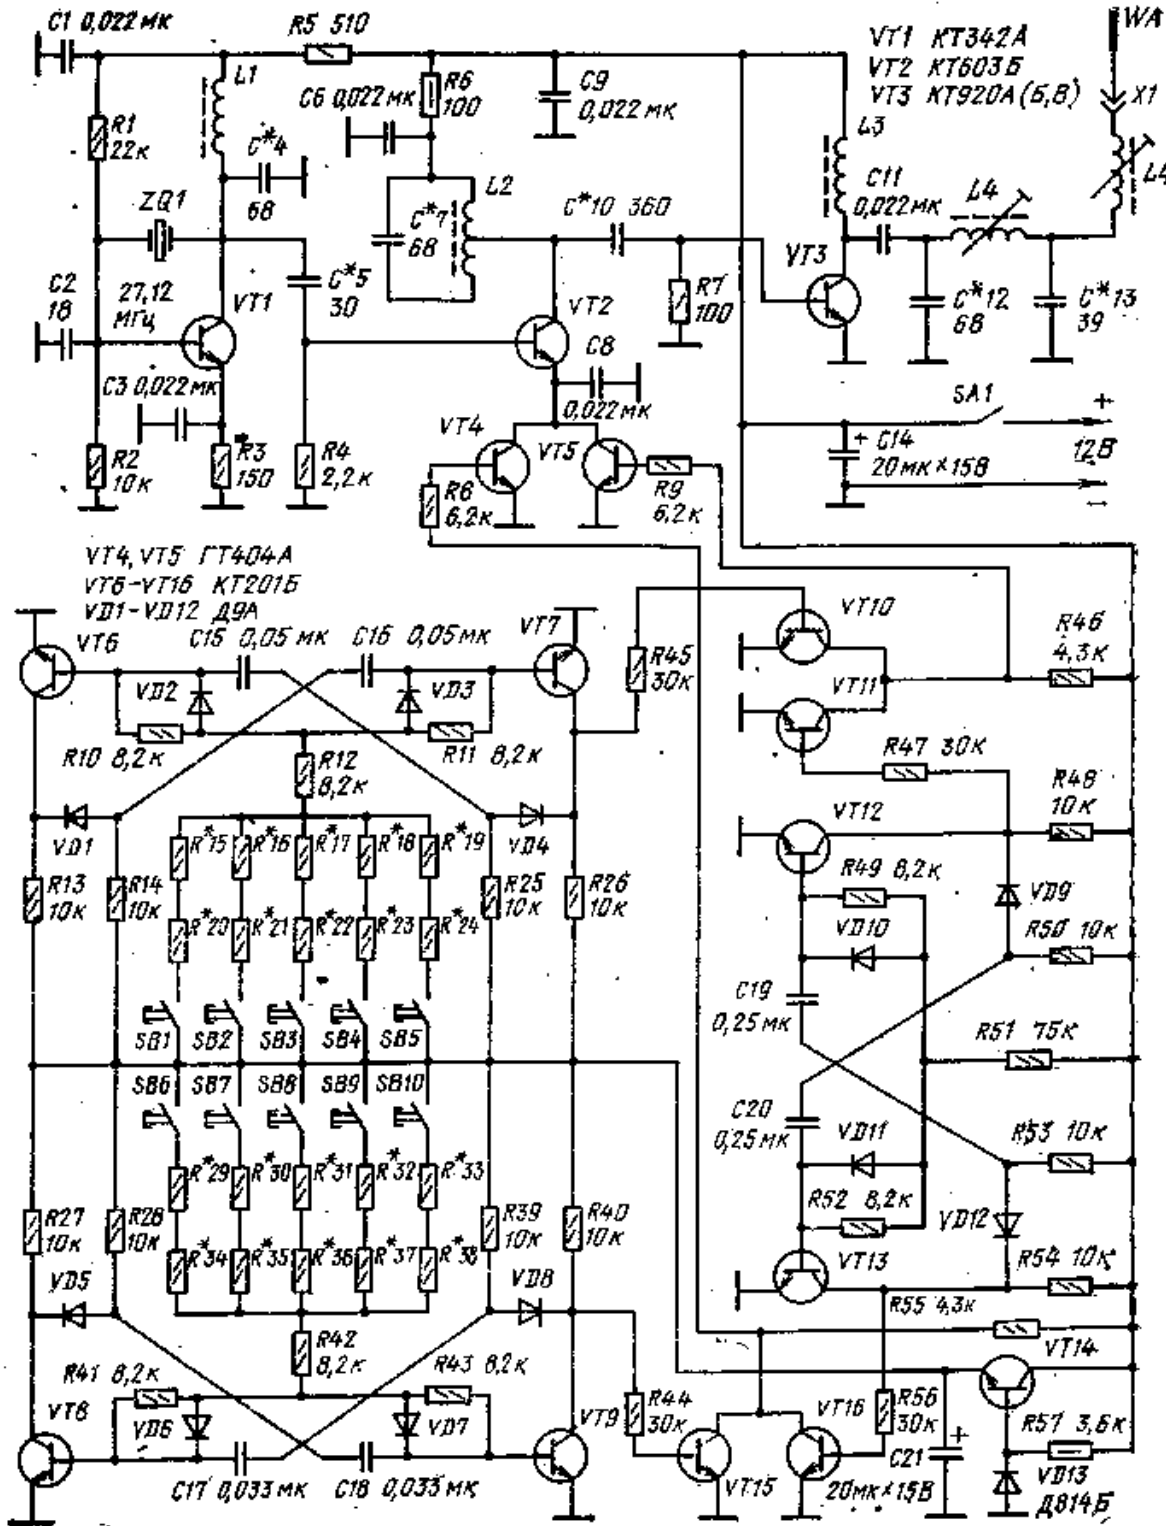 C1 0,022 мк
R5 510
L1
R6
100
C6 0,022 мк
C9
0,022 мк
VT1 КТ342А
VT2 КТ603Б
VT3 КТ920А (Б,В)
WA1
X1
R1
22к
C*4
68
ZQ1
C*7
68
L2
C*10 360
L3
C11
0,022 мк
L4
L4
C2
18
27,12
МГц
VT1
C*5
30
VT2
R7
100
VT3
C*12
68
C*13
39
C3 0,022 мк
C8
0,022 мк
SA1
+
12В
-
R2
10к
*R3
150
R4
2,2к
VT4
VT5
R6
6,2к
R9
6,2к
+ C14
20мк×15В
VT4, VT5 ГТ404А
VT6-VT16 КТ201Б
VD1-VD12 Д9А
VT6
C15 0,05 мк
C16 0,05 мк
VT7
VT10
R46
4,3к
VD2
VD3
R45
30к
VT11
R10 8,2к
R12
8,2к
R11 8,2к
R47 30к
R48
10к
VD1
R*15
R*16
R*17
R*18
R*19
VD4
VT12
R13
10к
R14
10к
R25
10к
R26
10к
R49 8,2к
VD9
R*20
R*21
R*22
R*23
R*24
VD10
R50 10к
C19
0,25 мк
SB1
SB2
SB3
SB4
SB5
R51 75к
SB6
SB7
SB8
SB9
SB10
C20
0,25 мк
VD11
R53 10к
R*29
R*30
R*31
R*32
R*33
R52 8,2к
VD12
R27
10к
R28
10к
R39
10к
R40
10к
R*34
R*35
R*36
R*37
R*38
VT13
R54 10к
VD5
VD8
R55 4,3к
VT14
R42
8,2к
R41 8,2к
R43 8,2к
VT8
VD6
VD7
VT9
R44
30к
VT16
R56
30к
R57 3,6к
C21
+
C17 0,033 мк
C18 0,033 мк
VT15
20мк×15В
VD13
Д814Б